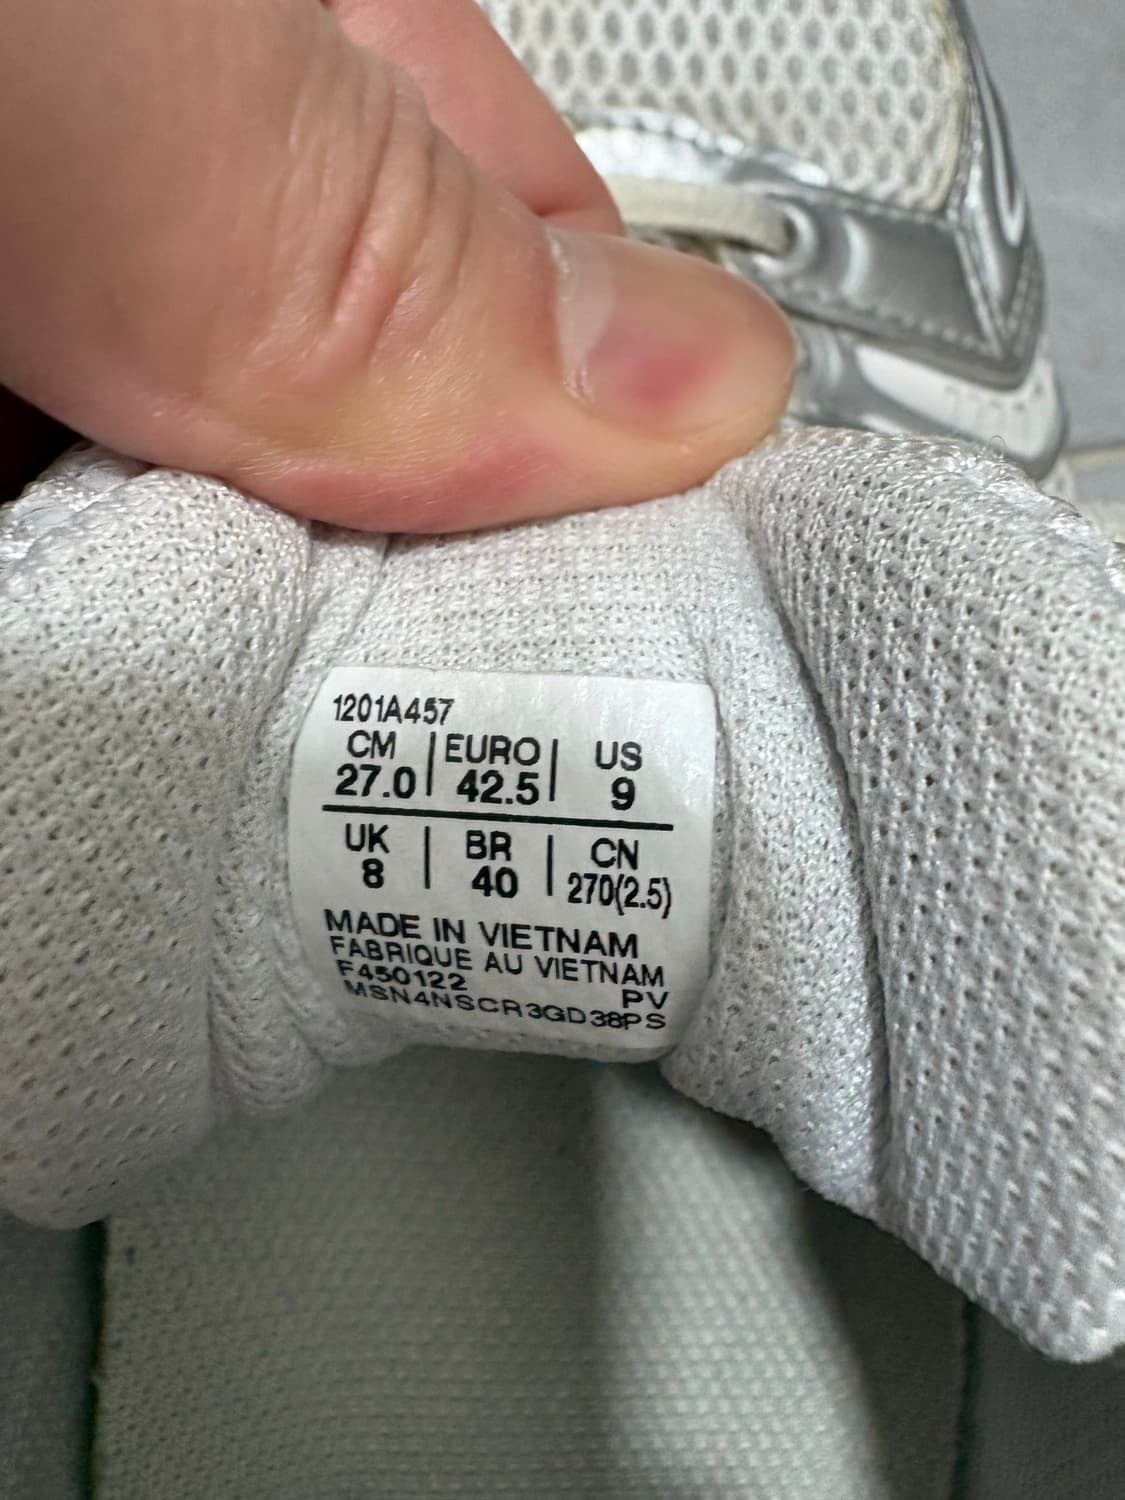 1201A457
CM | EURO | US
27.0 | 42.5 | 9
UK | BR | CN
8 | 40 | 270(2.5)
MADE IN VIETNAM
FABRIQUE AU VIETNAM
F450122 PV
MSN4NSCR3GD38PS